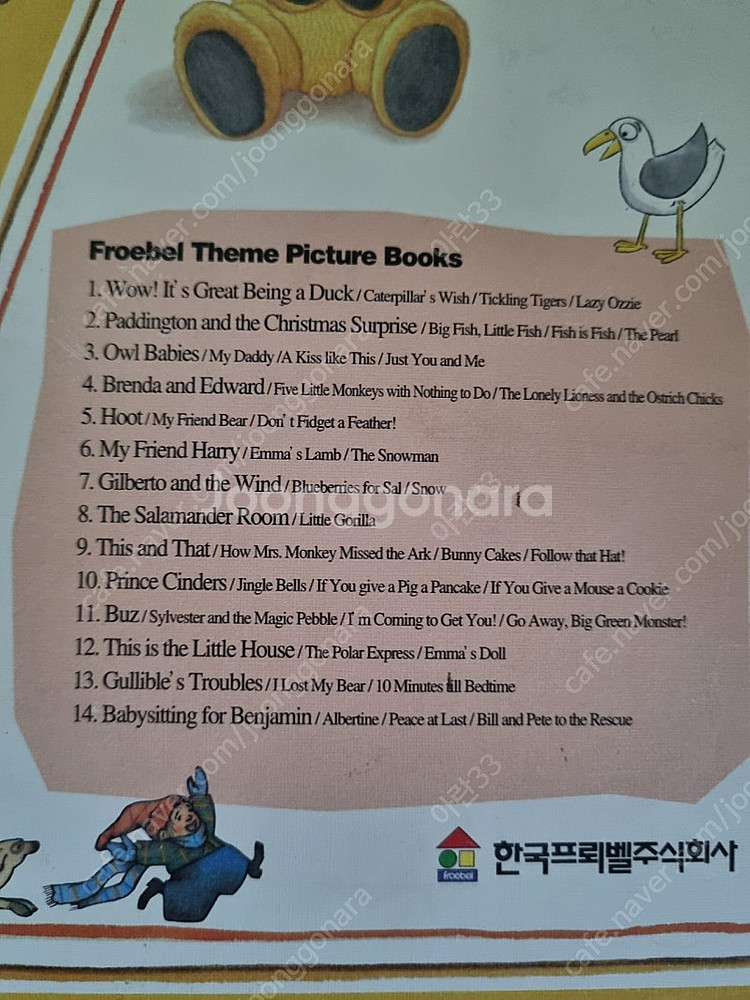 Froebel Theme Picture Books
1. Wow! It's Great Being a Duck / Caterpillar's Wish / Tickling Tigers / Lazy Ozzie
2. Paddington and the Christmas Surprise / Big Fish, Little Fish / Fish is Fish / The Pearl
3. Owl Babies / My Daddy / A Kiss like This / Just You and Me
4. Brenda and Edward / Five Little Monkeys with Nothing to Do / The Lonely Lioness and the Ostrich Chicks
5. Hoot / My Friend Bear / Don't Fidget a Feather!
6. My Friend Harry / Emma's Lamb / The Snowman
7. Gilberto and the Wind / Blueberries for Sal / Snow
joonggonara
8. The Salamander Room / Little Gorilla
9. This and That / How Mrs. Monkey Missed the Ark / Bunny Cakes / Follow that Hat!
10. Prince Cinders / Jingle Bells / If You give a Pig a Pancake / If You Give a Mouse a Cookie
11. Buz / Sylvester and the Magic Pebble / I'm Coming to Get You! / Go Away, Big Green Monster!
12. This is the Little House / The Polar Express / Emma's Doll
13. Gullible's Troubles / I Lost My Bear / 10 Minutes till Bedtime
14. Babysitting for Benjamin / Albertine / Peace at Last / Bill and Pete to the Rescue
froebel 한국프뢰벨주식회사
cafe.naver.com/joonggonara